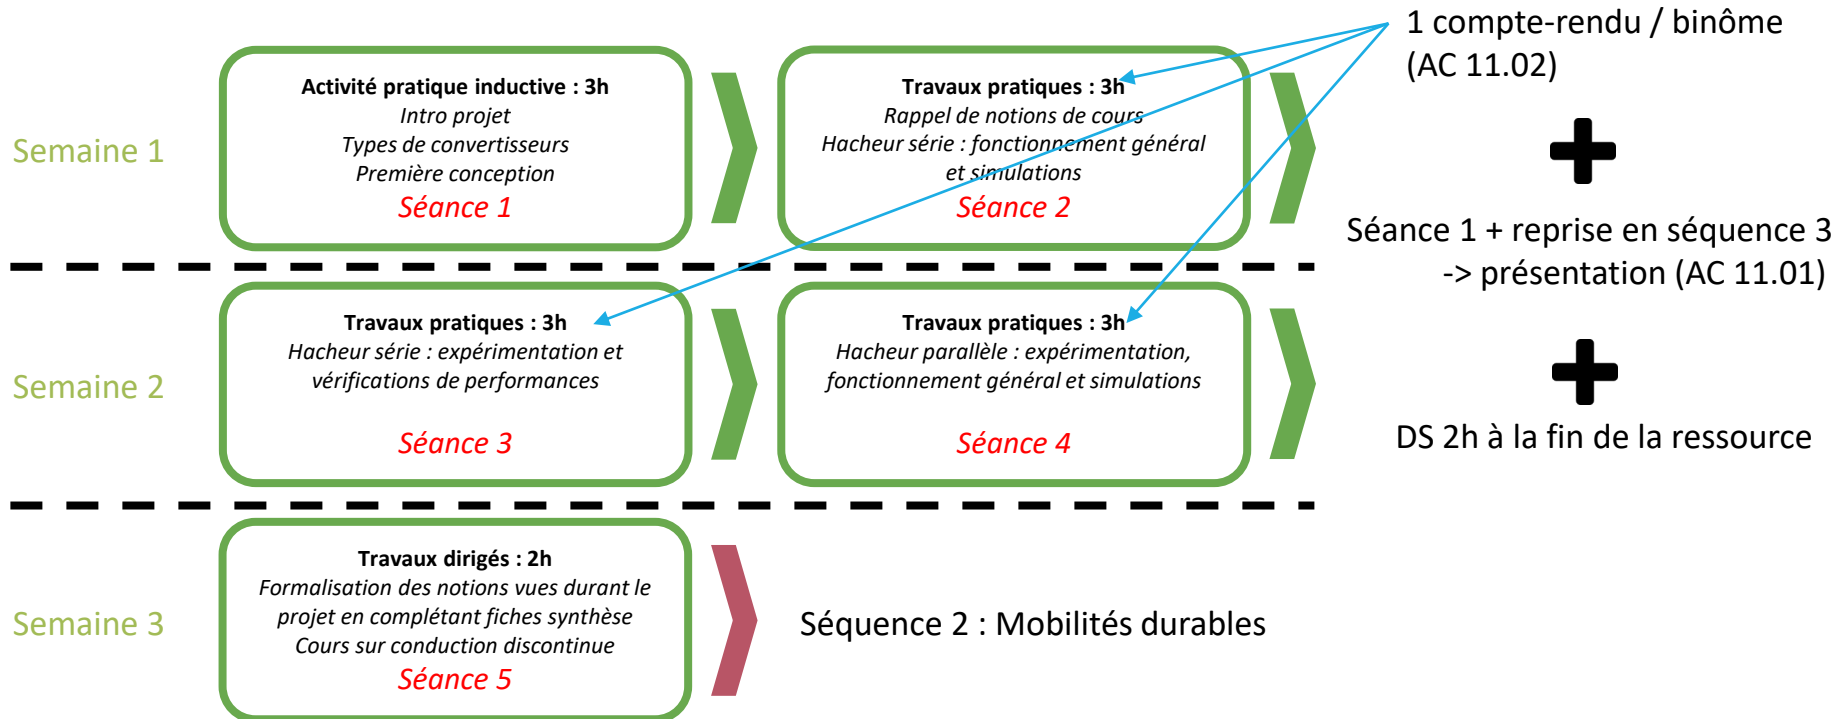 1 compte-rendu / binôme
(AC 11.02)
Semaine 1
Activité pratique inductive : 3h
Intro projet
Types de convertisseurs
Première conception
Séance 1
Travaux pratiques : 3h
Rappel de notions de cours
Hacheur série : fonctionnement général
et simulations
Séance 2
Séance 1 + reprise en séquence 3
-> présentation (AC 11.01)
Semaine 2
Travaux pratiques : 3h
Hacheur série : expérimentation et
vérifications de performances
Séance 3
Travaux pratiques : 3h
Hacheur parallèle : expérimentation,
fonctionnement général et simulations
Séance 4
DS 2h à la fin de la ressource
Semaine 3
Travaux dirigés : 2h
Formalisation des notions vues durant le
projet en complétant fiches synthèse
Cours sur conduction discontinue
Séance 5
Séquence 2 : Mobilités durables